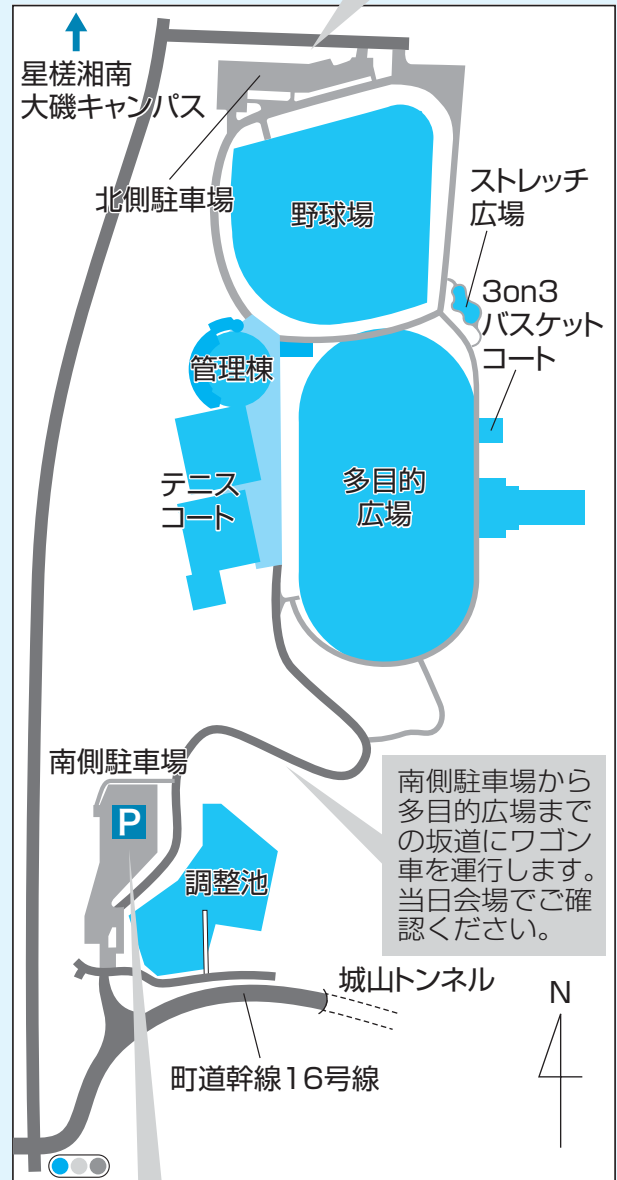 星槎湘南
大磯キャンパス
北側駐車場
野球場
ストレッチ
広場
3on3
バスケット
コート
管理棟
テニス
コート
多目的
広場
南側駐車場
P
調整池
南側駐車場から
多目的広場まで
の坂道にワゴン
車を運行します。
当日会場でご確
認ください。
城山トンネル
N
町道幹線16号線